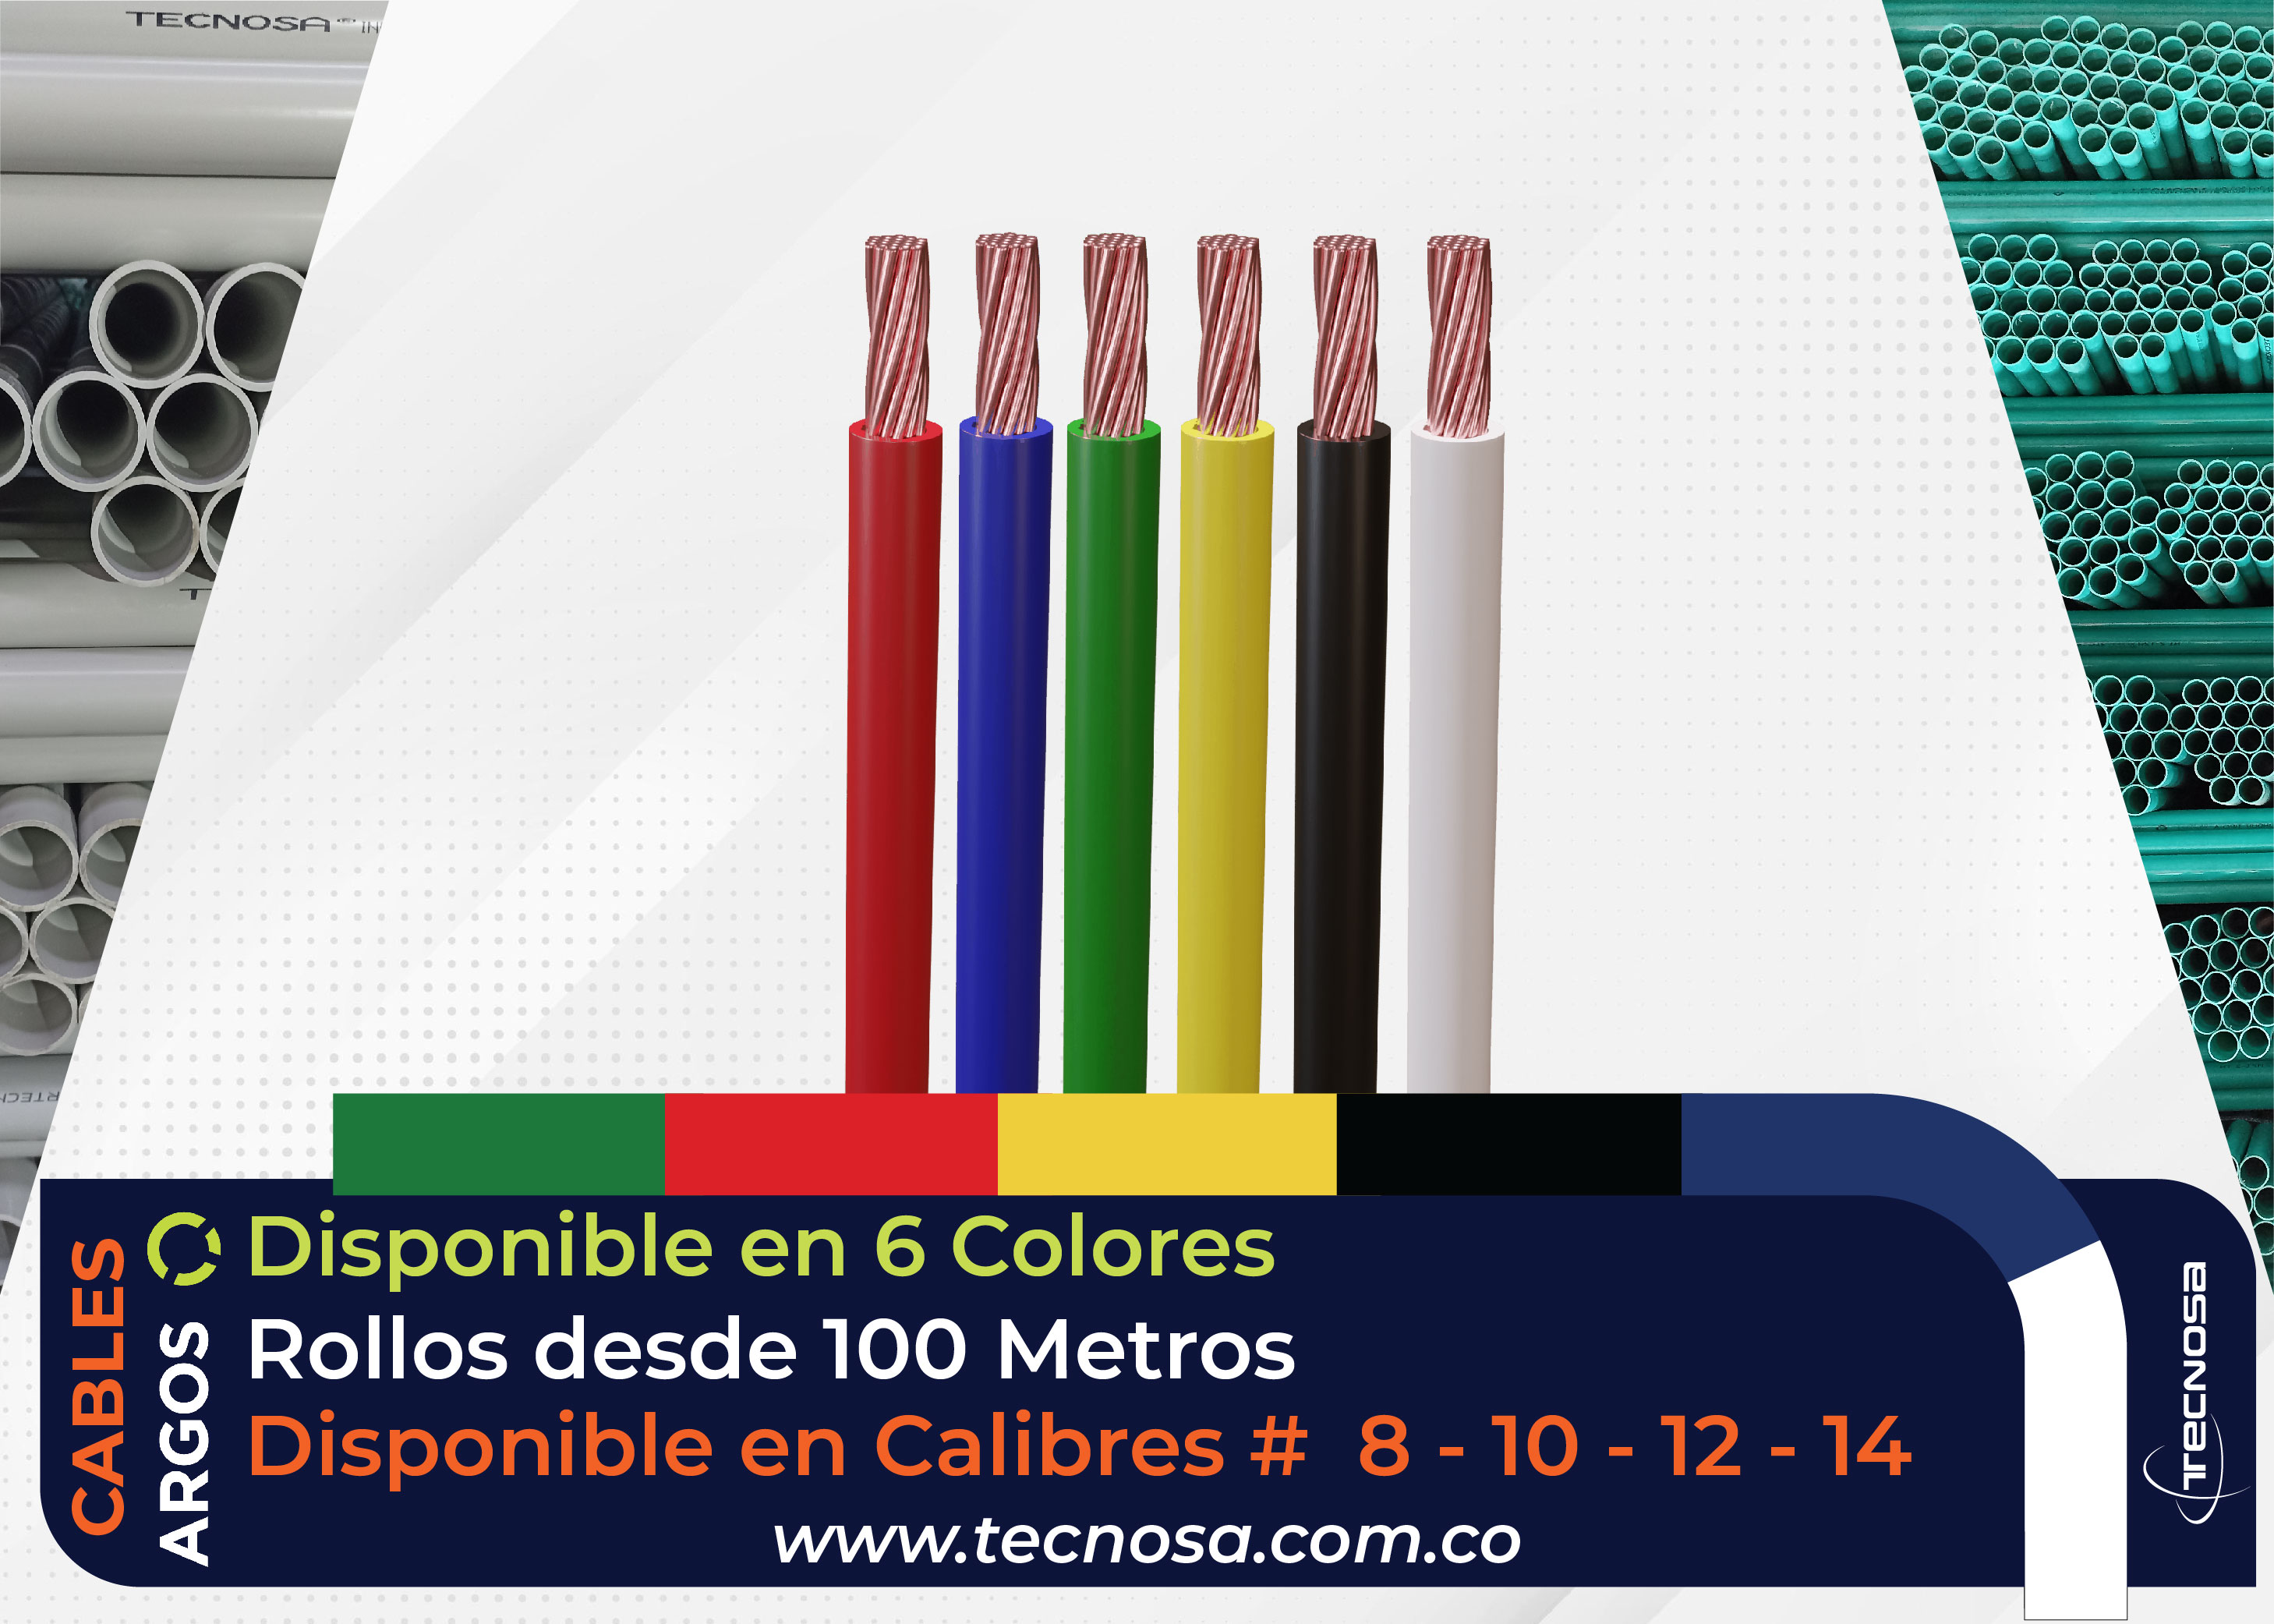 TECNOSA® IN
CABLES
ARGOS
Disponible en 6 Colores
Rollos desde 100 Metros
Disponible en Calibres # 8 - 10 - 12 - 14
www.tecnosa.com.co
TECNOSA